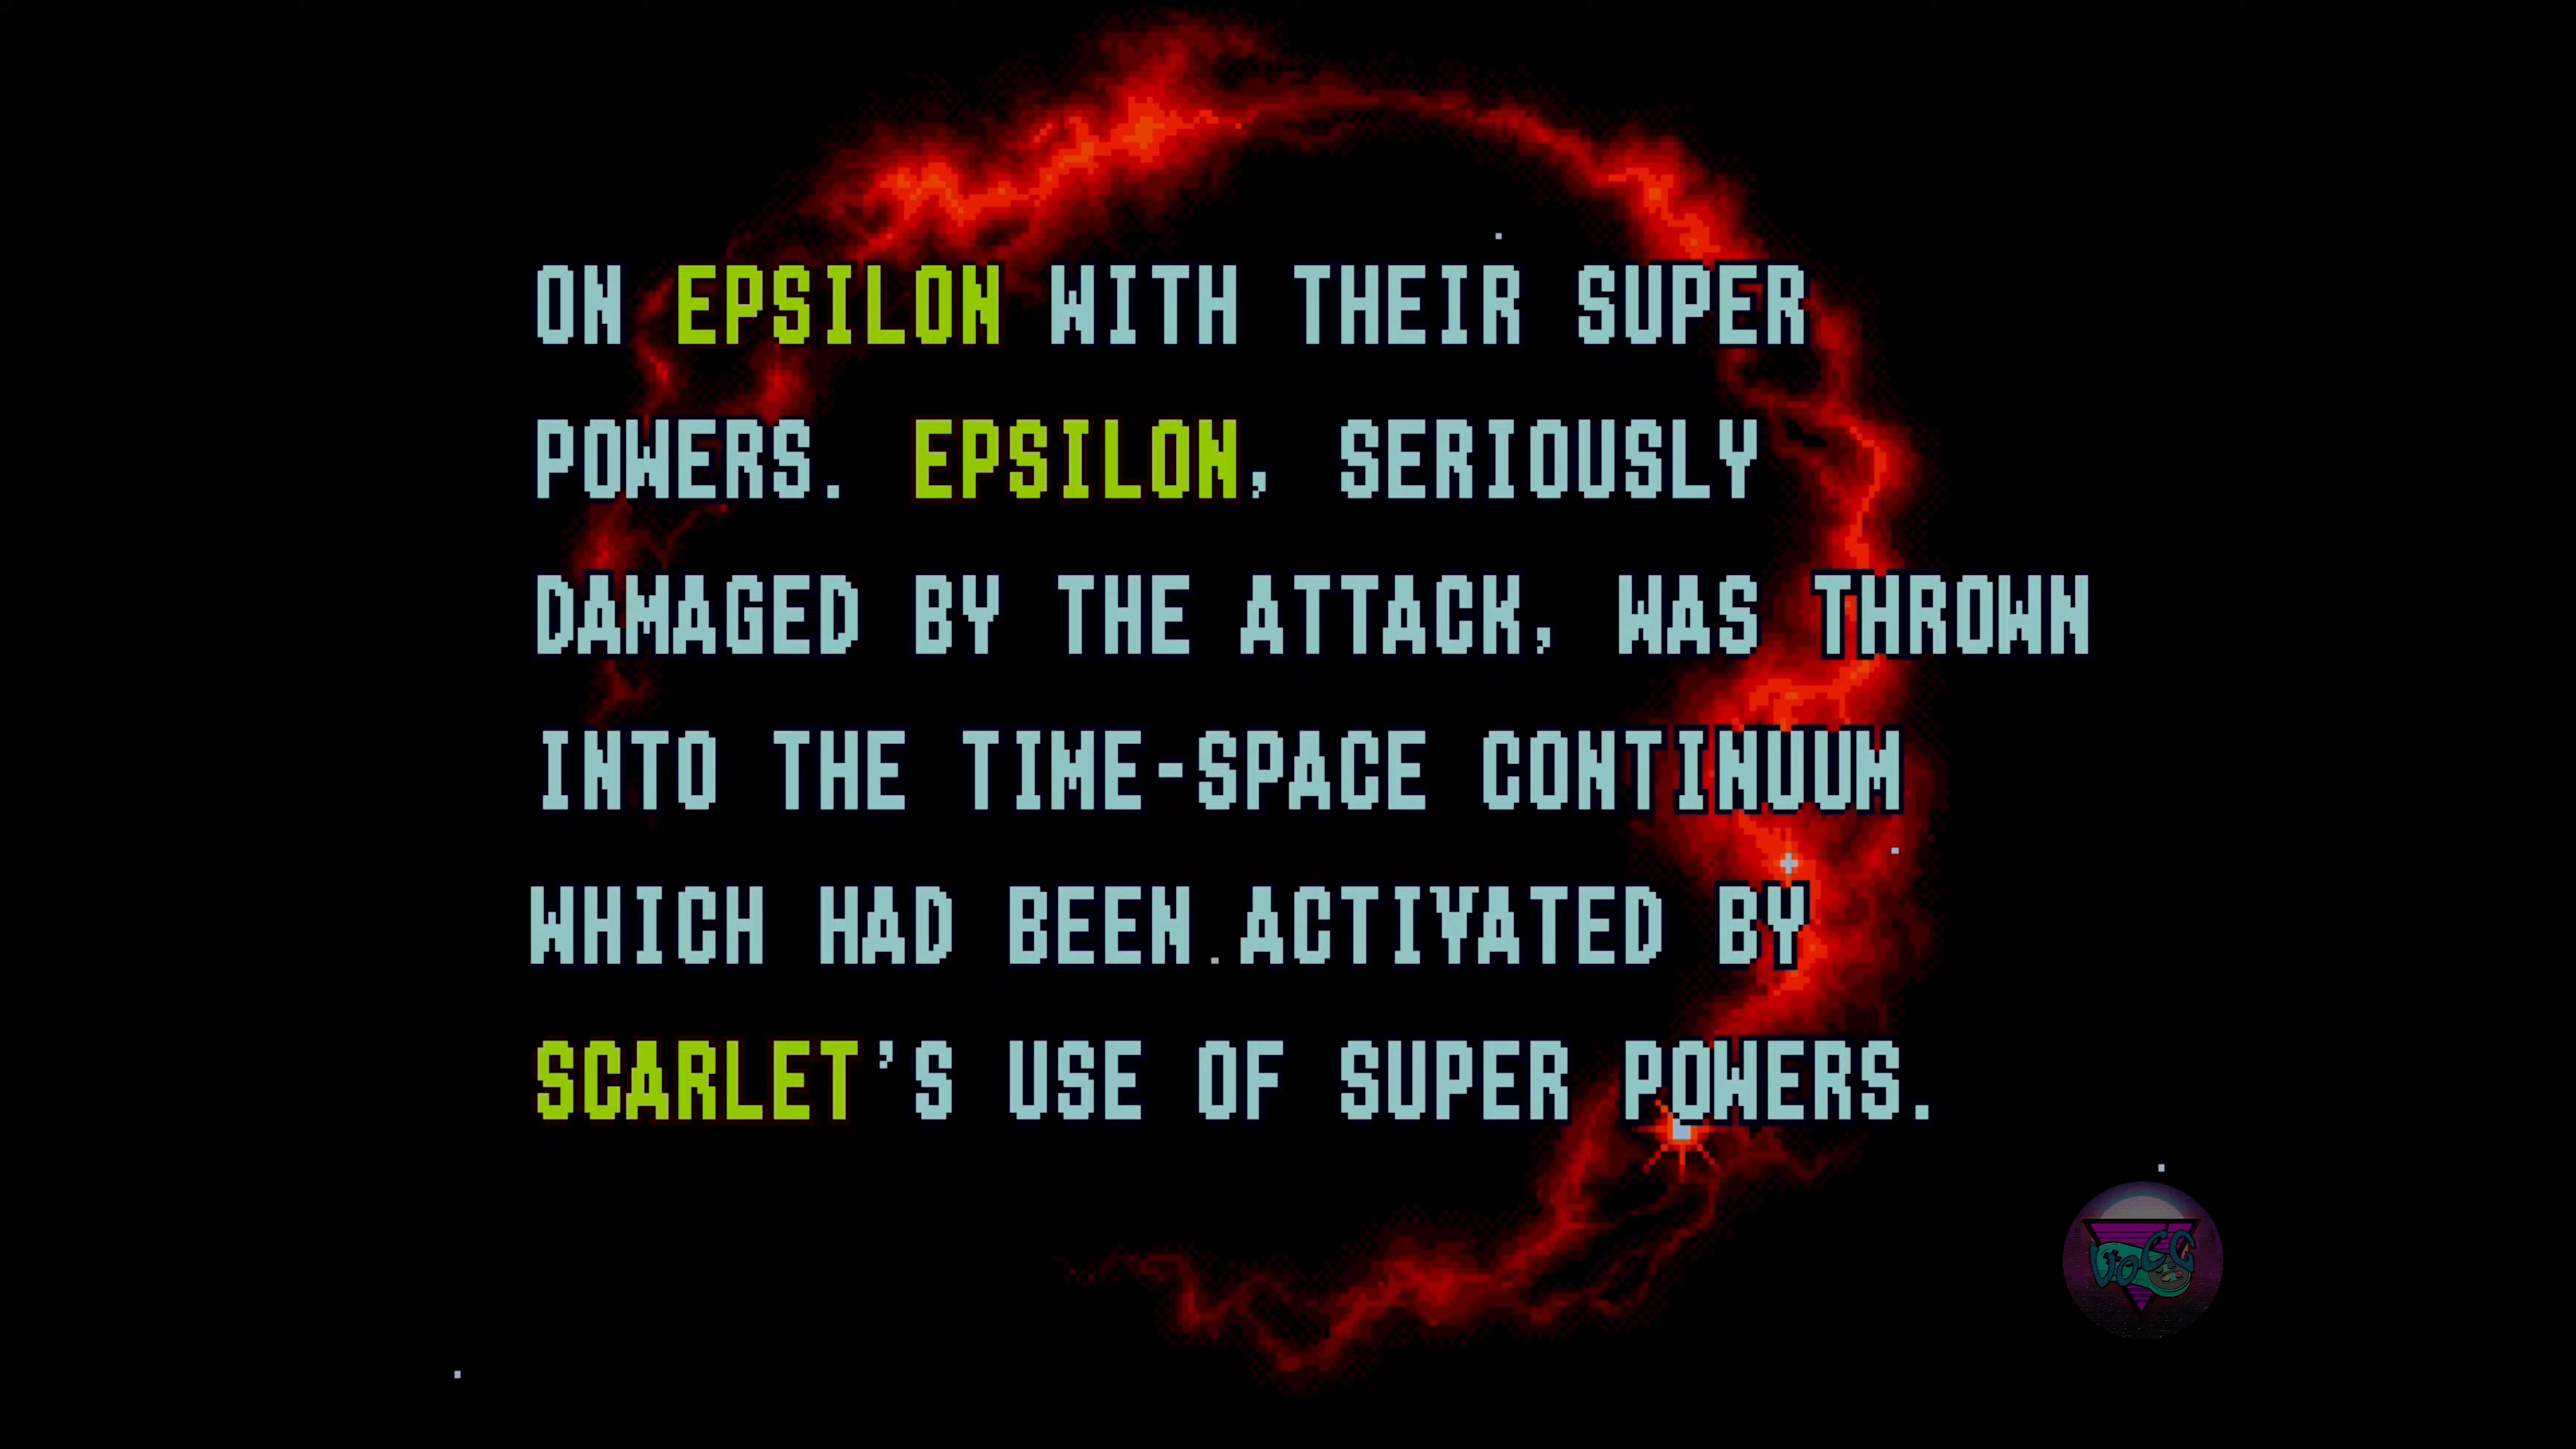 ON EPSILON WITH THEIR SUPER
POWERS. EPSILON, SERIOUSLY
DAMAGED BY THE ATTACK, WAS THROWN
INTO THE TIME-SPACE CONTINUUM
WHICH HAD BEEN ACTIVATED BY
SCARLET'S USE OF SUPER POWERS.